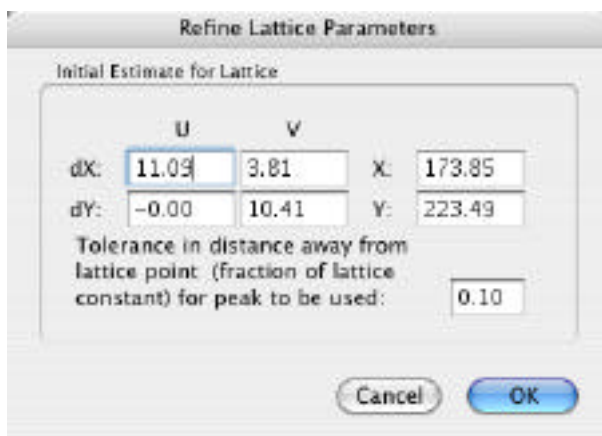 Refine Lattice Parameters
Initial Estimate for Lattice
U V
dX: 11.09 3.81 X: 173.85
dY: -0.00 10.41 Y: 223.49
Tolerance in distance away from
lattice point (fraction of lattice
constant) for peak to be used: 0.10
Cancel OK